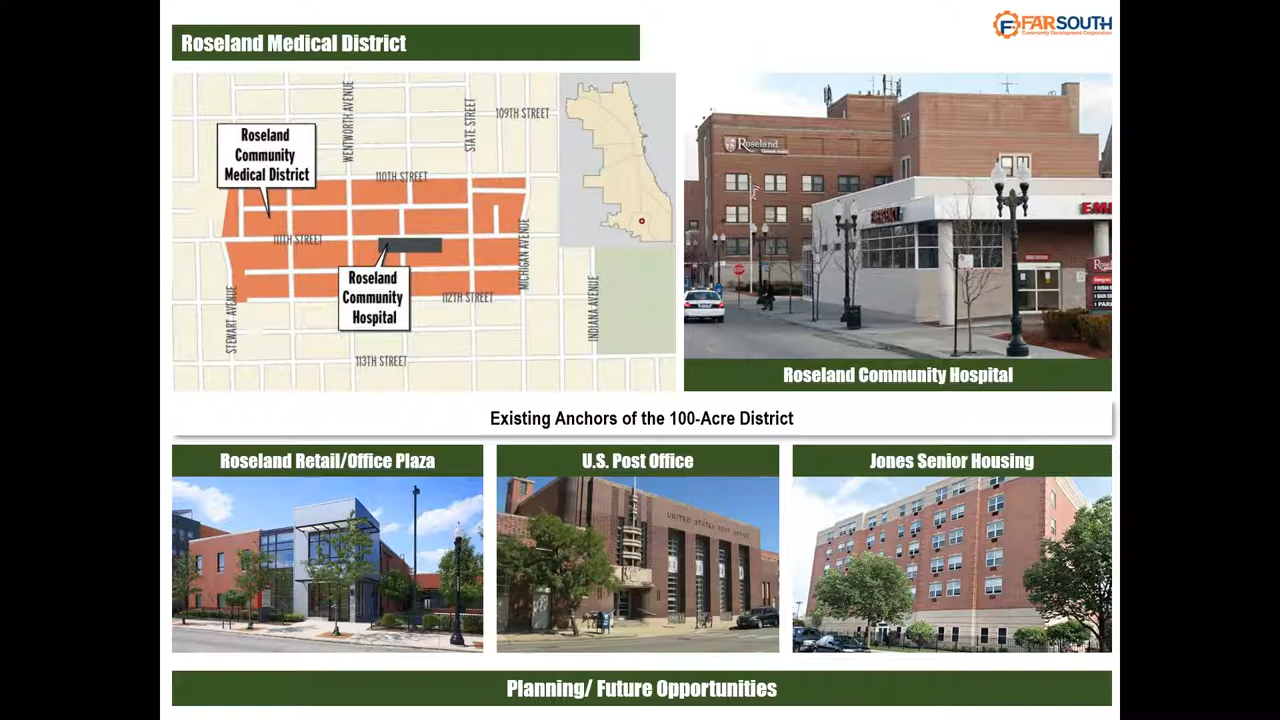 Roseland Medical District
FARSOUTH
Community Development Corporation
WENTWORTH AVENUE
STATE STREET
109TH STREET
Roseland
Community
Medical District
110TH STREET
111TH STREET
MICHIGAN AVENUE
Roseland
Community
Hospital
112TH STREET
STEWART AVENUE
INDIANA AVENUE
113TH STREET
Roseland
EMERGENCY
Roseland Community Hospital
Existing Anchors of the 100-Acre District
Roseland Retail/Office Plaza
U.S. Post Office
Jones Senior Housing
UNITED STATES POST OFFICE
Planning/ Future Opportunities